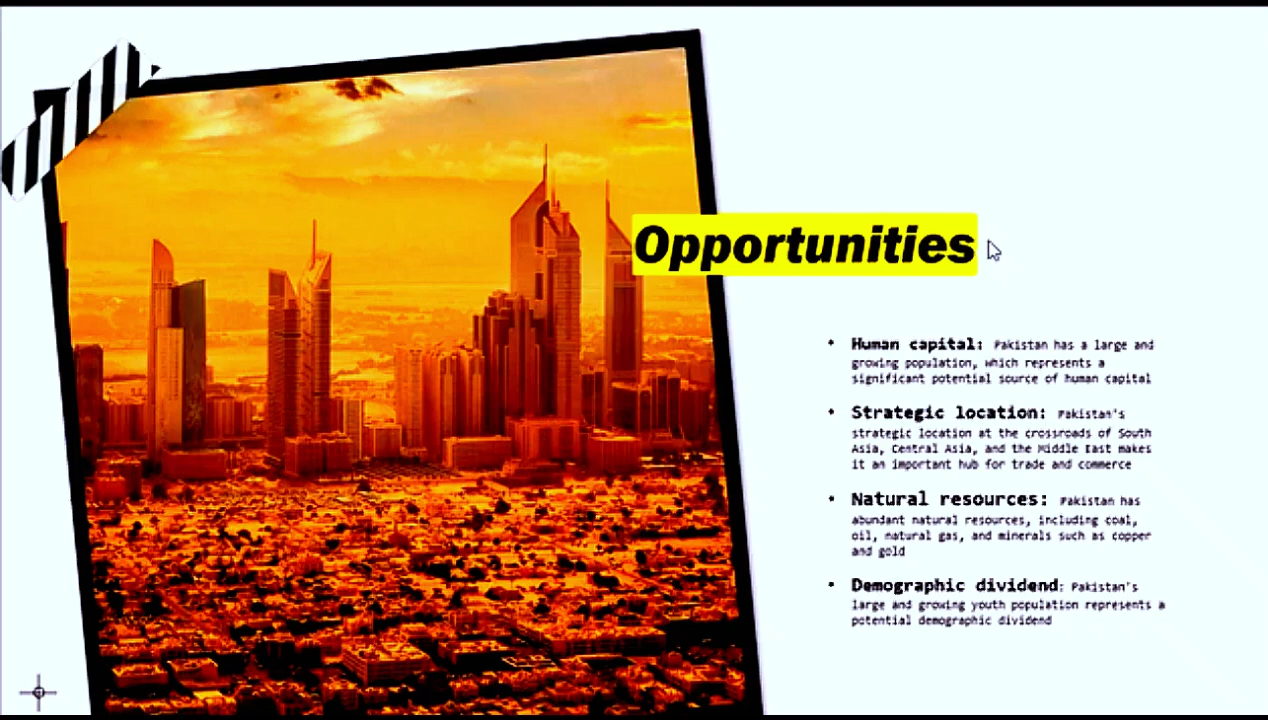 Opportunities
• Human capital: Pakistan has a large and
growing population, which represents a
significant potential source of human capital
• Strategic location: Pakistan's
strategic location at the crossroads of South
Asia, Central Asia, and the Middle East makes
it an important hub for trade and commerce
• Natural resources: Pakistan has
abundant natural resources, including coal,
oil, natural gas, and minerals such as copper
and gold
• Demographic dividend: Pakistan's
large and growing youth population represents a
potential demographic dividend